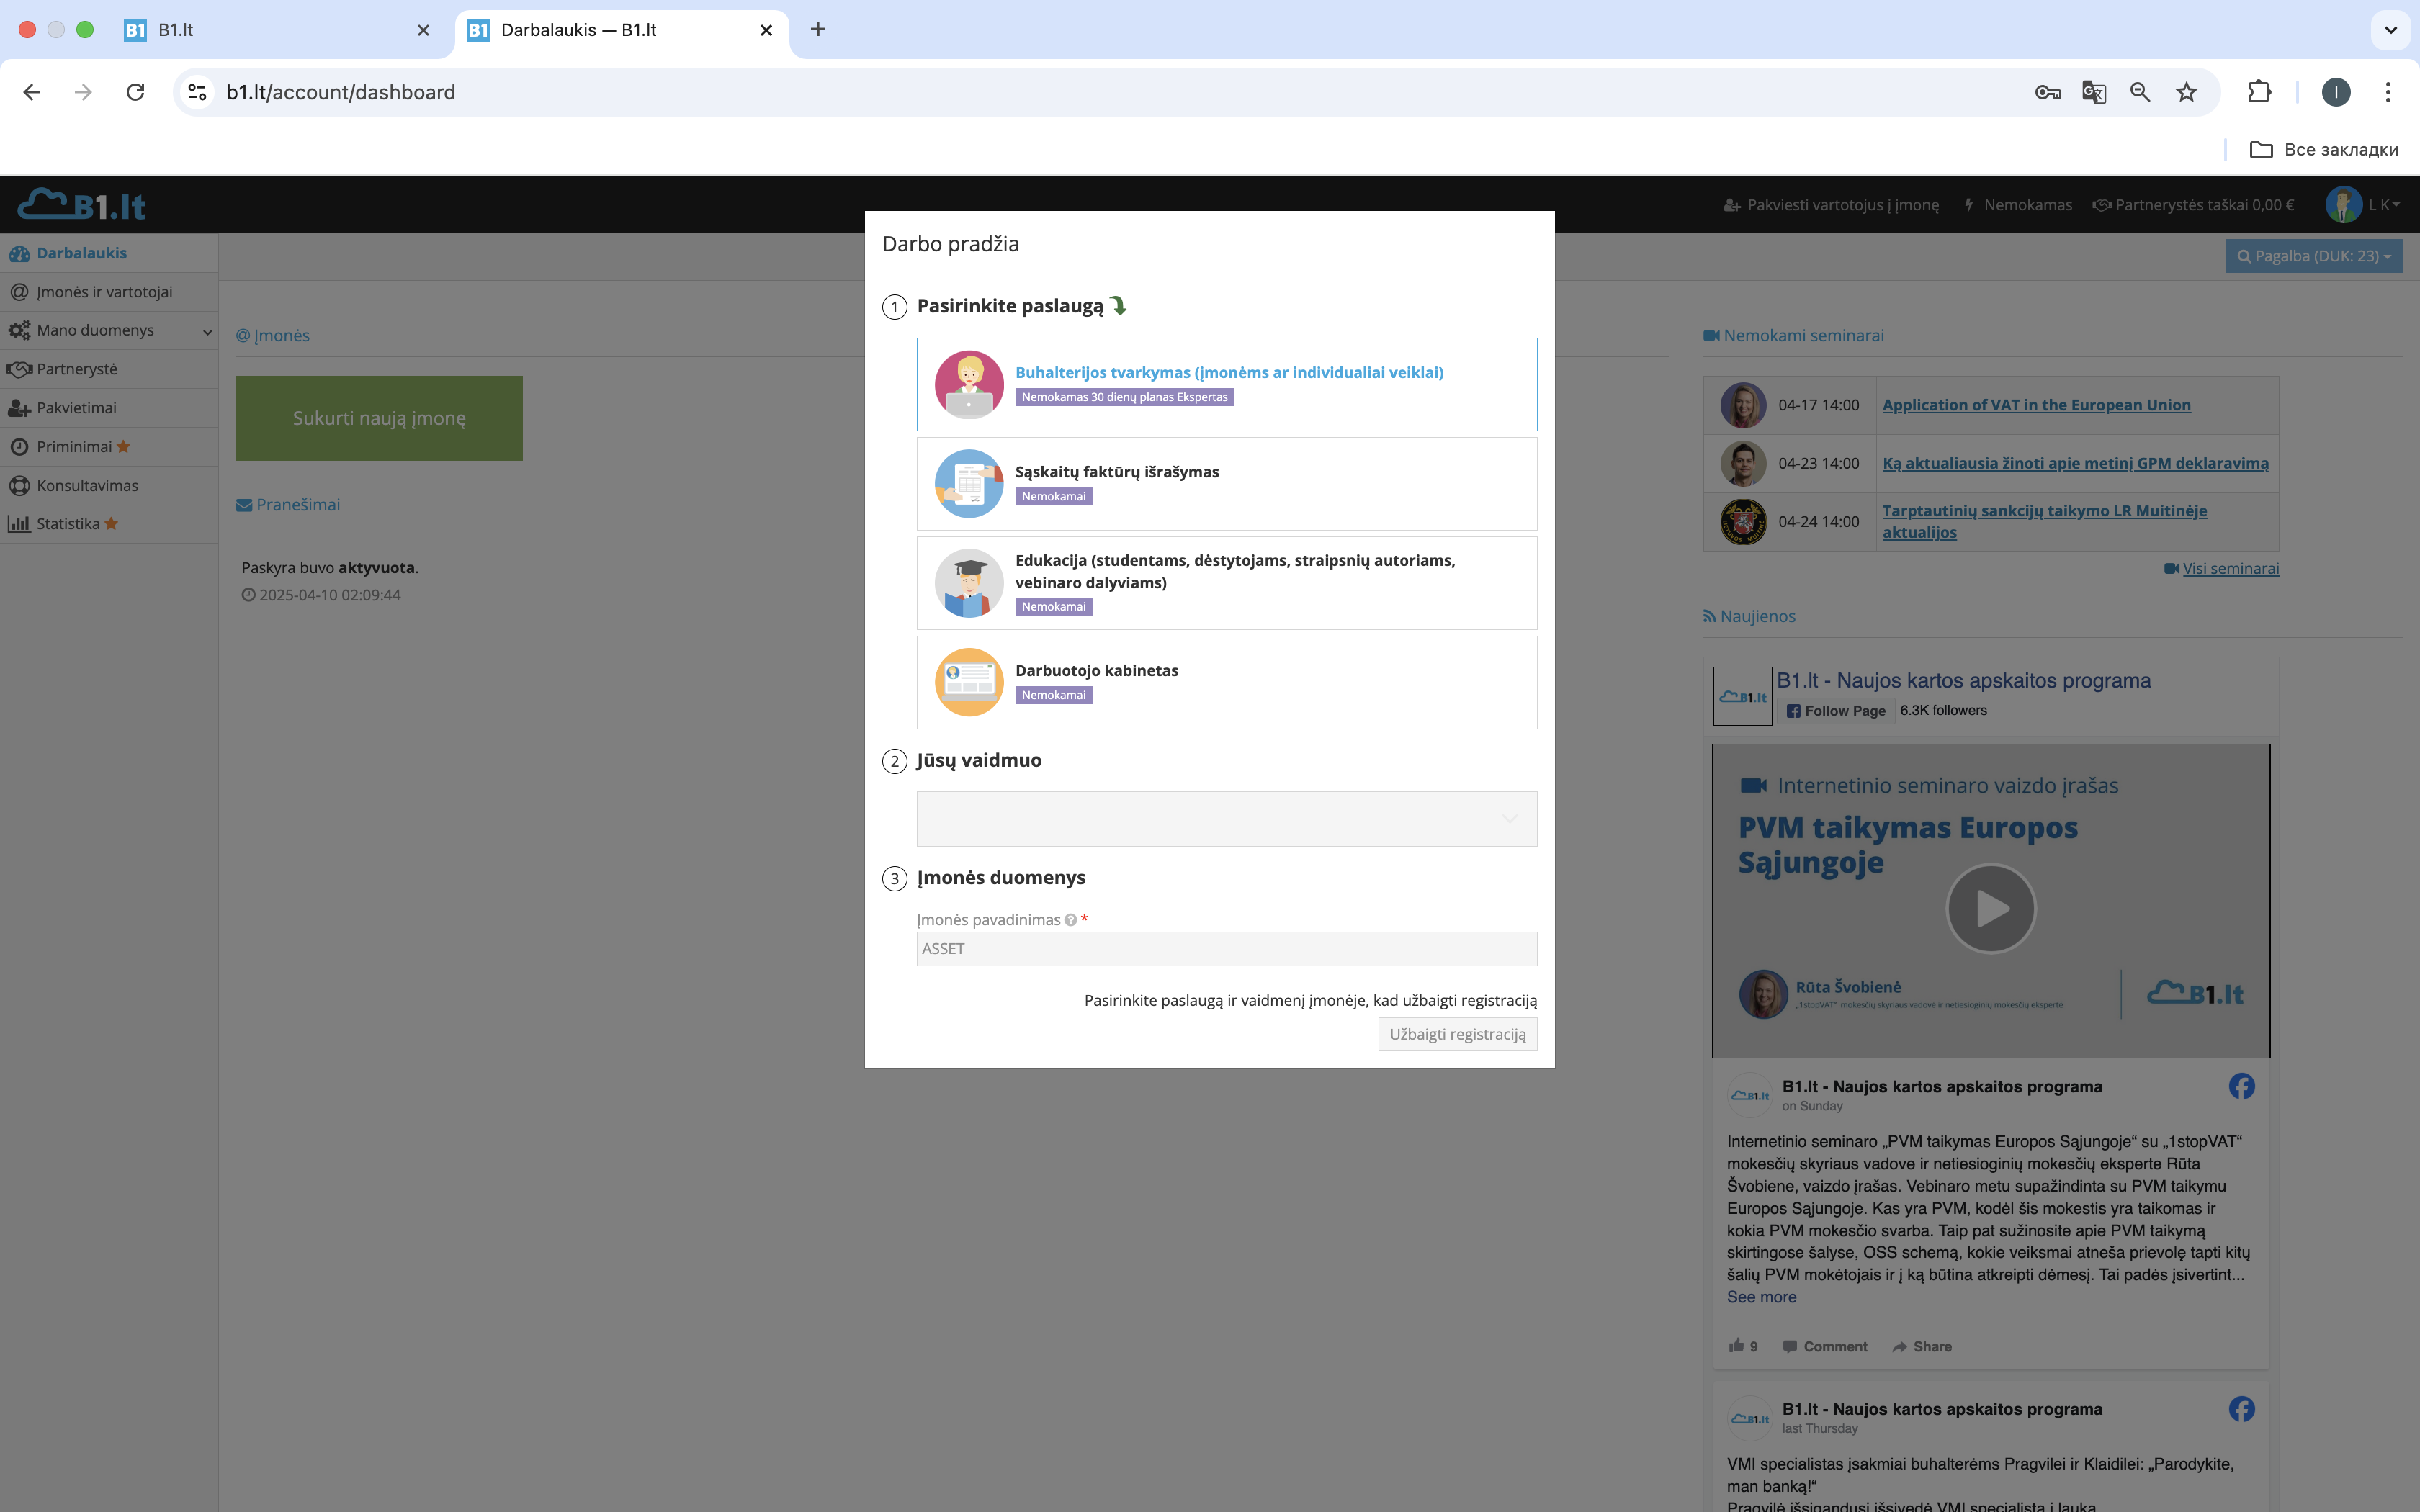 B1.lt
Darbalaukis — B1.lt
b1.lt/account/dashboard
Все закладки
B1.lt
Pakviesti vartotojus į įmonę
Nemokamas
Partnerystės taškai 0,00 €
L K
Darbalaukis
Įmonės ir vartotojai
Mano duomenys
Partnerystė
Pakvietimai
Priminimai
Konsultavimas
Statistika
Pagalba (DUK: 23)
@ Įmonės
Sukurti naują įmonę
Pranešimai
Paskyra buvo aktyvuota.
2025-04-10 02:09:44
Darbo pradžia
1 Pasirinkite paslaugą
Buhalterijos tvarkymas (įmonėms ar individualiai veiklai)
Nemokamas 30 dienų planas Ekspertas
Sąskaitų faktūrų išrašymas
Nemokamai
Edukacija (studentams, dėstytojams, straipsnių autoriams,
vebinaro dalyviams)
Nemokamai
Darbuotojo kabinetas
Nemokamai
2 Jūsų vaidmuo
3 Įmonės duomenys
Įmonės pavadinimas *
ASSET
Pasirinkite paslaugą ir vaidmenį įmonėje, kad užbaigti registraciją
Užbaigti registraciją
Nemokami seminarai
04-17 14:00 Application of VAT in the European Union
04-23 14:00 Ką aktualiausia žinoti apie metinį GPM deklaravimą
04-24 14:00 Tarptautinių sankcijų taikymo LR Muitinėje
aktualijos
Visi seminarai
Naujienos
B1.lt - Naujos kartos apskaitos programa
Follow Page 6.3K followers
Internetinio seminaro vaizdo įrašas
PVM taikymas Europos
Sąjungoje
Rūta Švobienė
„1stopVAT“ mokesčių skyriaus vadovė ir netiesioginių mokesčių ekspertė
B1.lt
B1.lt - Naujos kartos apskaitos programa
on Sunday
Internetinio seminaro „PVM taikymas Europos Sąjungoje“ su „1stopVAT“
mokesčių skyriaus vadove ir netiesioginių mokesčių eksperte Rūta
Švobiene, vaizdo įrašas. Vebinaro metu supažindinta su PVM taikymu
Europos Sąjungoje. Kas yra PVM, kodėl šis mokestis yra taikomas ir
kokia PVM mokesčio svarba. Taip pat sužinosite apie PVM taikymą
skirtingose šalyse, OSS schemą, kokie veiksmai atneša prievolę tapti kitų
šalių PVM mokėtojais ir į ką būtina atkreipti dėmesį. Tai padės įsivertint...
See more
9 Comment Share
B1.lt - Naujos kartos apskaitos programa
last Thursday
VMI specialistas įsakmiai buhalterėms Pragvilei ir Klaidilei: „Parodykite,
man banką!“
Pragvilė išsigandusi išsivedė VMI specialistą į lauką